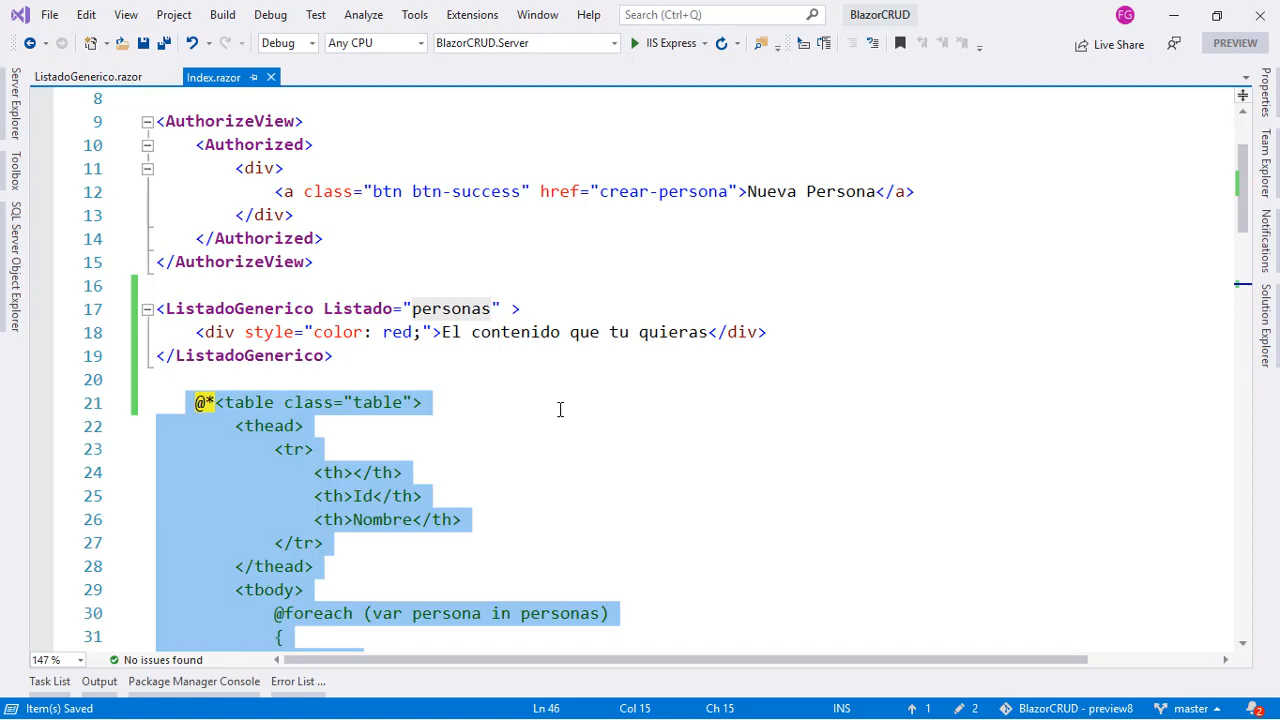 File Edit View Project Build Debug Test Analyze Tools Extensions Window Help Search (Ctrl+Q) BlazorCRUD FG
Debug Any CPU BlazorCRUD.Server IIS Express Live Share PREVIEW
ListadoGenerico.razor Index.razor
Server Explorer
Toolbox
SQL Server Object Explorer
8
9 <AuthorizeView>
10 <Authorized>
11 <div>
12 <a class="btn btn-success" href="crear-persona">Nueva Persona</a>
13 </div>
14 </Authorized>
15 </AuthorizeView>
16
17 <ListadoGenerico Listado="personas" >
18 <div style="color: red;">El contenido que tu quieras</div>
19 </ListadoGenerico>
20
21 @*<table class="table">
22 <thead>
23 <tr>
24 <th></th>
25 <th>Id</th>
26 <th>Nombre</th>
27 </tr>
28 </thead>
29 <tbody>
30 @foreach (var persona in personas)
31 {
Properties
Team Explorer
Notifications
Solution Explorer
147 % No issues found
Task List Output Package Manager Console Error List ...
Item(s) Saved Ln 46 Col 15 Ch 15 INS 1 2 BlazorCRUD - preview8 master 2